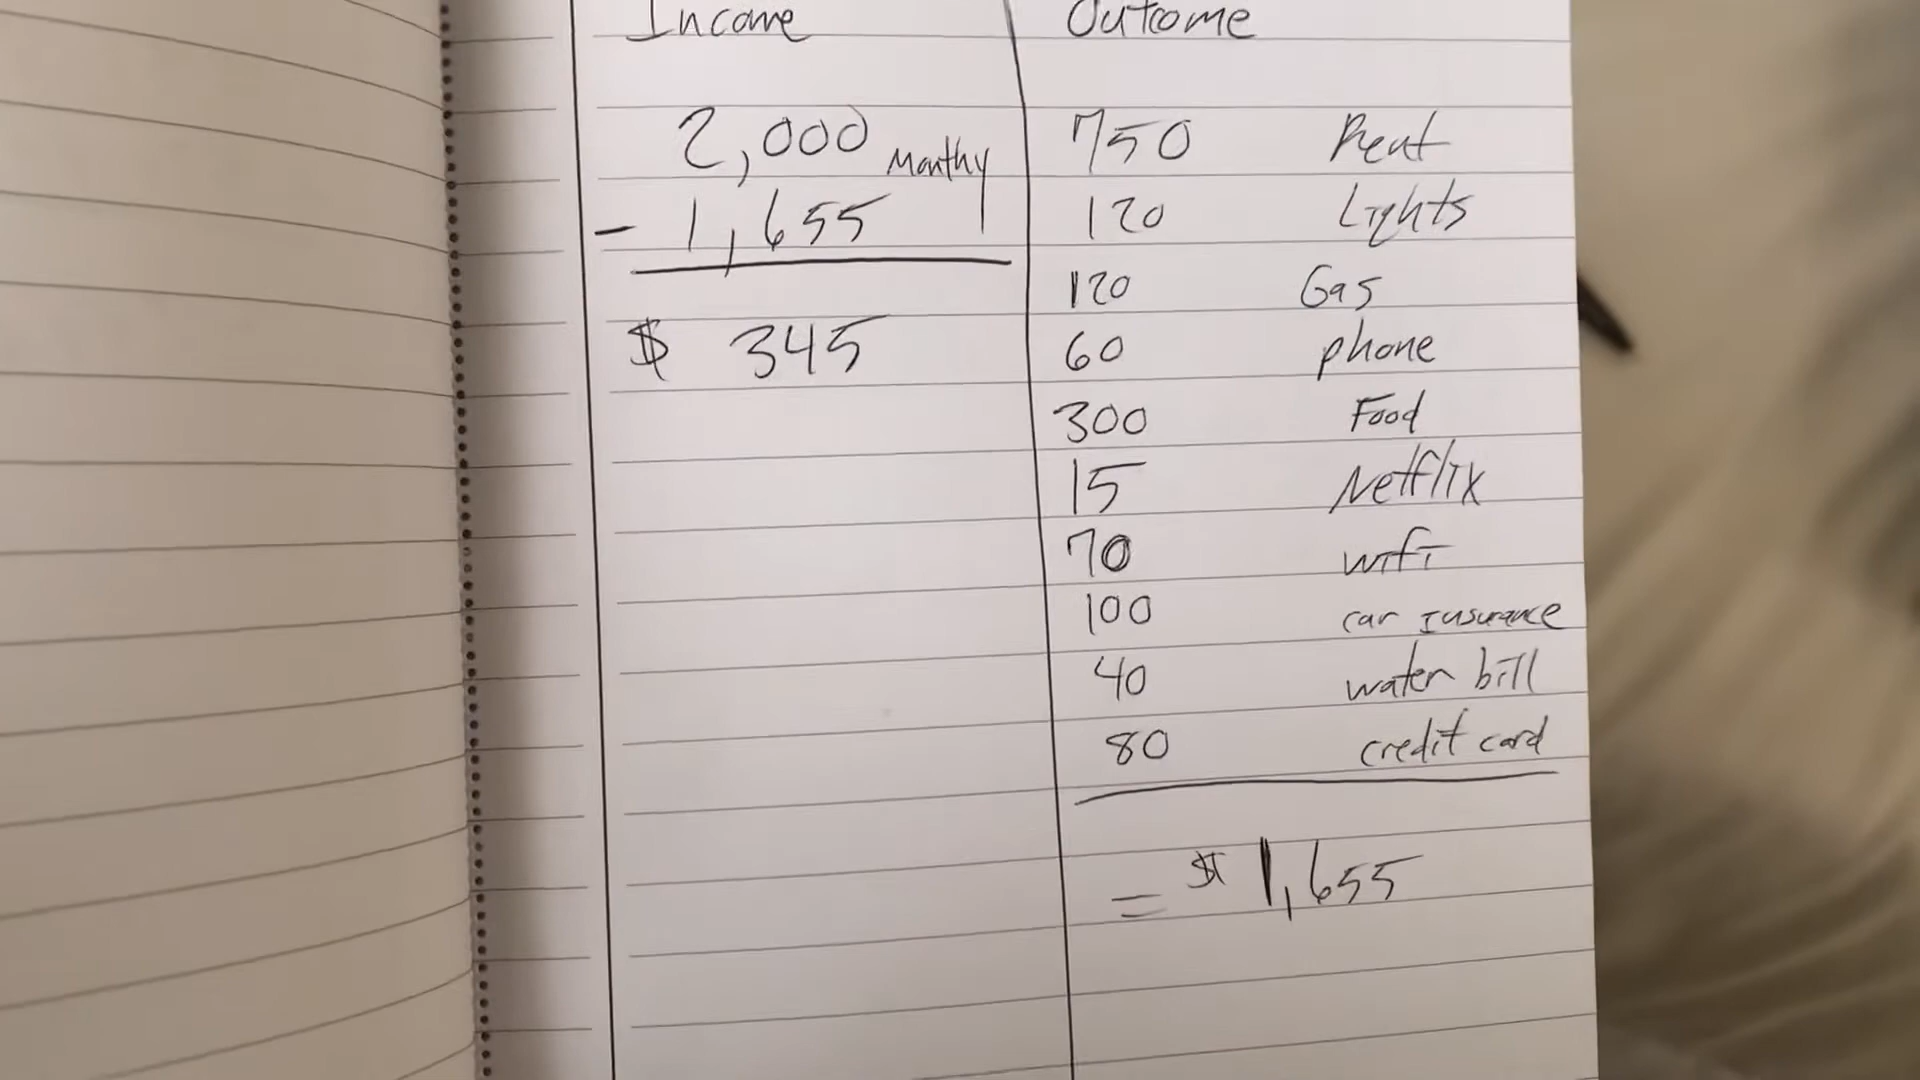 Income
2,000 Monthy
- 1,655
$ 345
Outcome
750 Rent
120 Lights
120 Gas
60 phone
300 Food
15 Netflix
70 wifi
100 car insurance
40 water bill
80 credit card
= $ 1,655